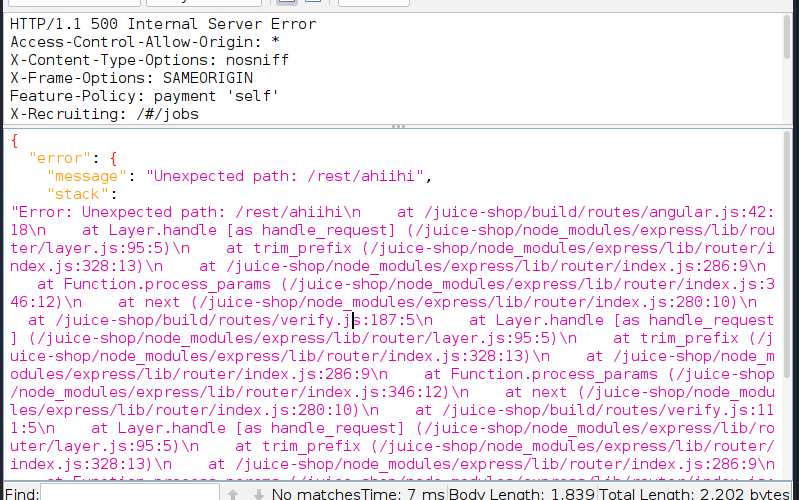 HTTP/1.1 500 Internal Server Error
Access-Control-Allow-Origin: *
X-Content-Type-Options: nosniff
X-Frame-Options: SAMEORIGIN
Feature-Policy: payment 'self'
X-Recruiting: /#/jobs
{
"error": {
"message": "Unexpected path: /rest/ahiihi",
"stack":
"Error: Unexpected path: /rest/ahiihi\n    at /juice-shop/build/routes/angular.js:42:
18\n    at Layer.handle [as handle_request] (/juice-shop/node_modules/express/lib/rou
ter/layer.js:95:5)\n    at trim_prefix (/juice-shop/node_modules/express/lib/router/i
ndex.js:328:13)\n    at /juice-shop/node_modules/express/lib/router/index.js:286:9\n
at Function.process_params (/juice-shop/node_modules/express/lib/router/index.js:3
46:12)\n    at next (/juice-shop/node_modules/express/lib/router/index.js:280:10)\n
at /juice-shop/build/routes/verify.js:187:5\n    at Layer.handle [as handle_request
] (/juice-shop/node_modules/express/lib/router/layer.js:95:5)\n    at trim_prefix (/j
uice-shop/node_modules/express/lib/router/index.js:328:13)\n    at /juice-shop/node_m
odules/express/lib/router/index.js:286:9\n    at Function.process_params (/juice-shop
/node_modules/express/lib/router/index.js:346:12)\n    at next (/juice-shop/node_modu
les/express/lib/router/index.js:280:10)\n    at /juice-shop/build/routes/verify.js:11
1:5\n    at Layer.handle [as handle_request] (/juice-shop/node_modules/express/lib/ro
uter/layer.js:95:5)\n    at trim_prefix (/juice-shop/node_modules/express/lib/router/
index.js:328:13)\n    at /juice-shop/node_modules/express/lib/router/index.js:286:9\n
Find: No matches Time: 7 ms Body Length: 1,839 Total Length: 2,202 bytes